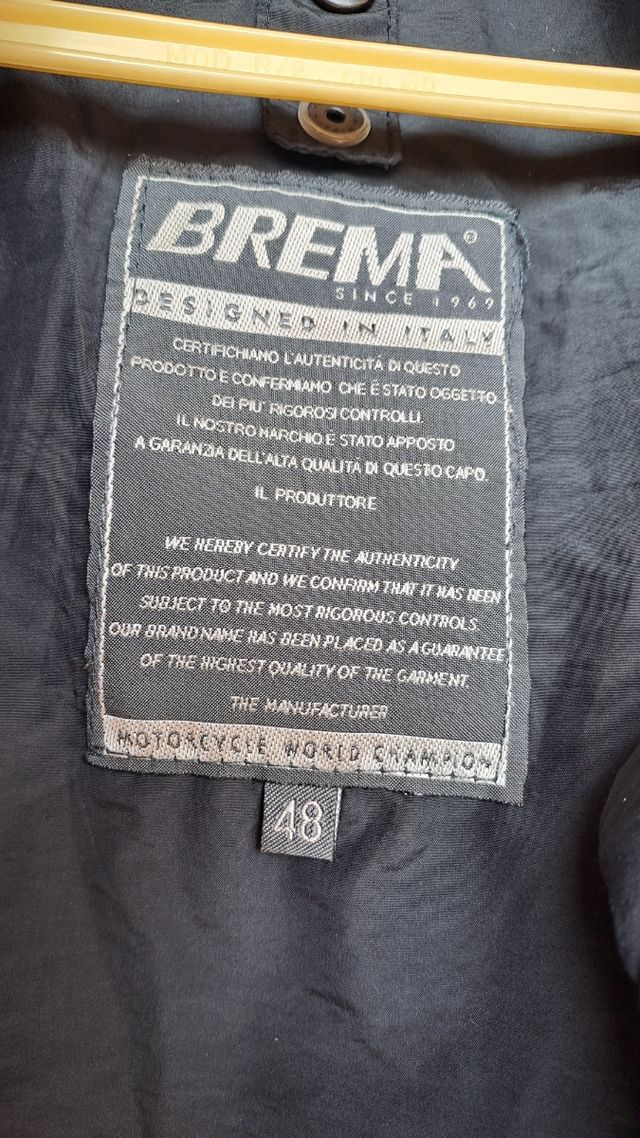 BREMA®
SINCE 1969
DESIGNED IN ITALY
CERTIFICHIAMO L'AUTENTICITÀ DI QUESTO
PRODOTTO E CONFERMIAMO CHE È STATO OGGETTO
DEI PIU' RIGOROSI CONTROLLI.
IL NOSTRO MARCHIO È STATO APPOSTO
A GARANZIA DELL'ALTA QUALITÀ DI QUESTO CAPO.
IL PRODUTTORE
WE HEREBY CERTIFY THE AUTHENTICITY
OF THIS PRODUCT AND WE CONFIRM THAT IT HAS BEEN
SUBJECT TO THE MOST RIGOROUS CONTROLS.
OUR BRAND NAME HAS BEEN PLACED AS A GUARANTEE
OF THE HIGHEST QUALITY OF THE GARMENT.
THE MANUFACTURER
MOTORCYCLE WORLD CHAMPION
48